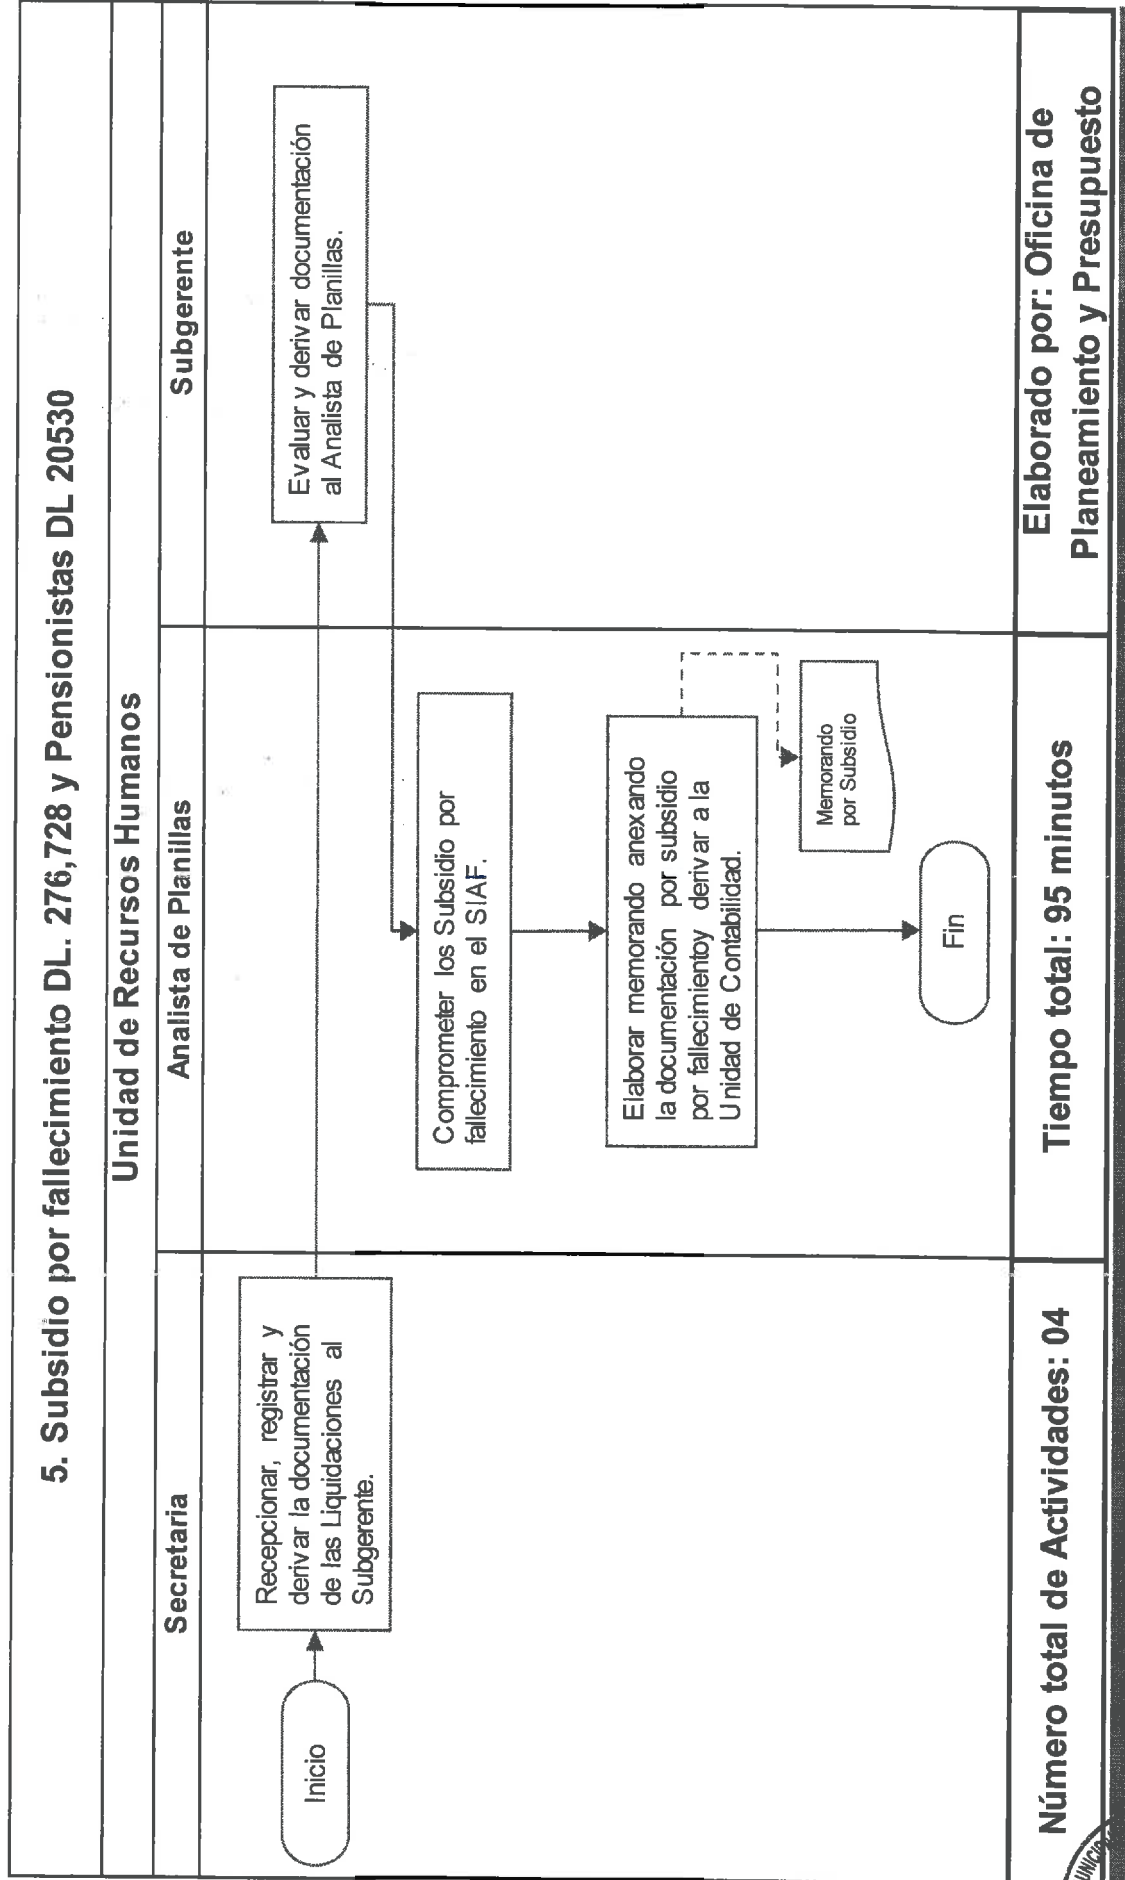 5. Subsidio por fallecimiento DL. 276,728 y Pensionistas DL 20530
Unidad de Recursos Humanos
Secretaria
Analista de Planillas
Subgerente
Inicio
Recepcionar, registrar y
derivar la documentación
de las Liquidaciones al
Subgerente.
Evaluar y derivar documentación
al Analista de Planillas.
Comprometer los Subsidio por
fallecimiento en el SIAF.
Elaborar memorando anexando
la documentación por subsidio
por fallecimientoy derivar a la
Unidad de Contabilidad.
Memorando
por Subsidio
Fin
Número total de Actividades: 04
Tiempo total: 95 minutos
Elaborado por: Oficina de
Planeamiento y Presupuesto